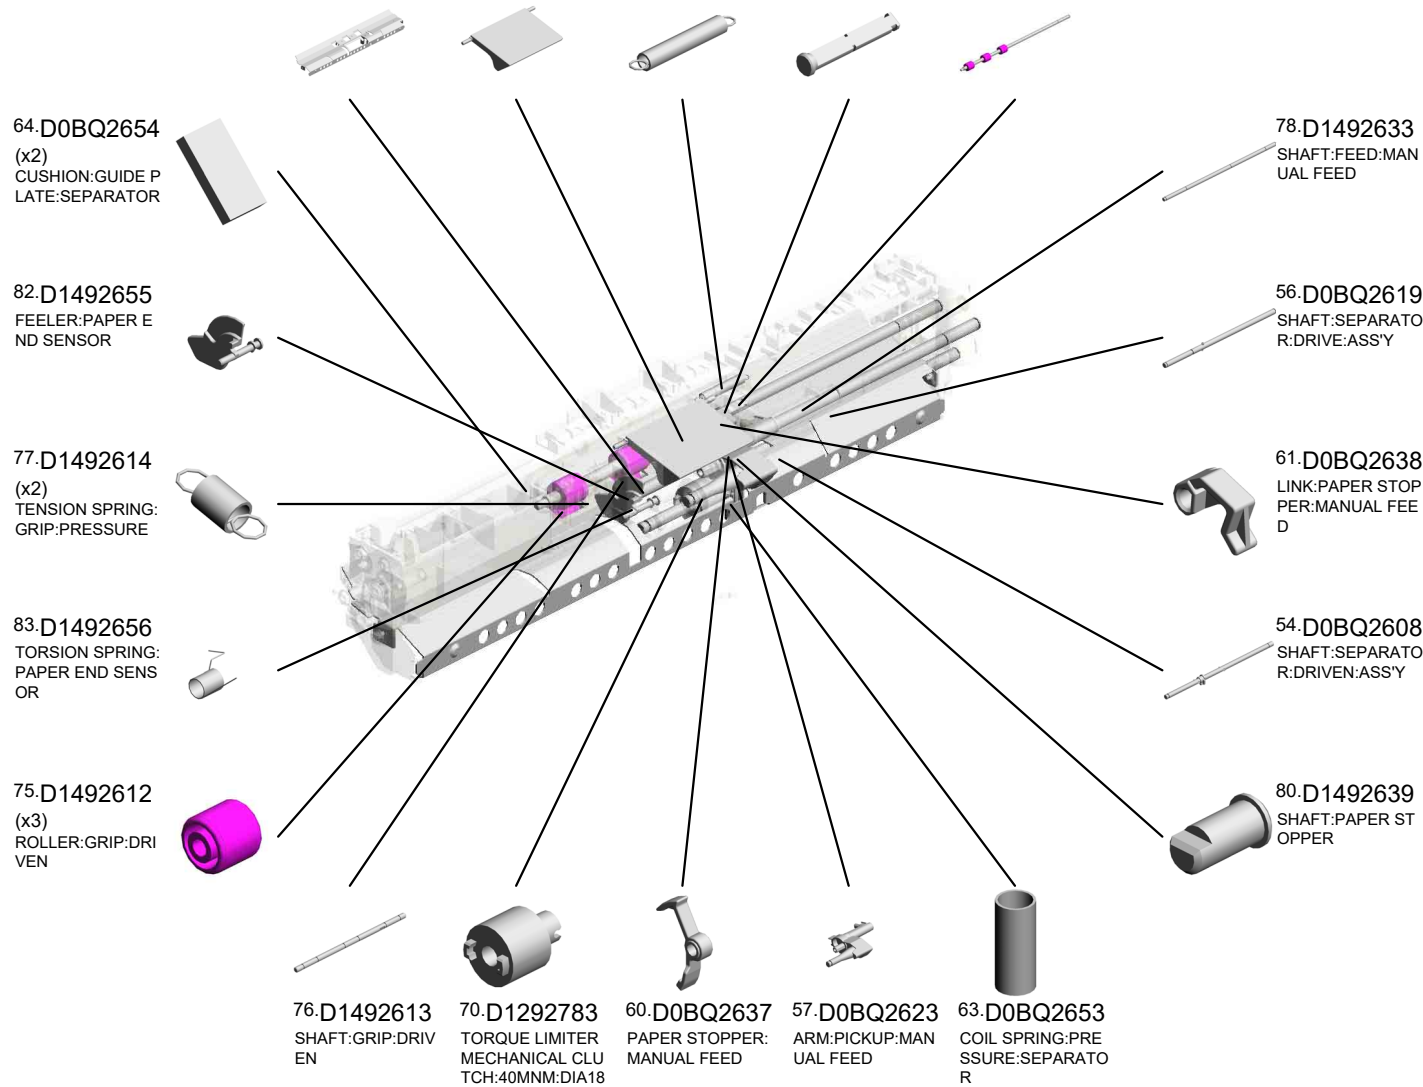 64.D0BQ2654
(x2)
CUSHION:GUIDE P
LATE:SEPARATOR
82.D1492655
FEELER:PAPER E
ND SENSOR
77.D1492614
(x2)
TENSION SPRING:
GRIP:PRESSURE
83.D1492656
TORSION SPRING:
PAPER END SENS
OR
75.D1492612
(x3)
ROLLER:GRIP:DRI
VEN
76.D1492613
SHAFT:GRIP:DRIV
EN
70.D1292783
TORQUE LIMITER
MECHANICAL CLU
TCH:40MNM:DIA18
60.D0BQ2637
PAPER STOPPER:
MANUAL FEED
57.D0BQ2623
ARM:PICKUP:MAN
UAL FEED
63.D0BQ2653
COIL SPRING:PRE
SSURE:SEPARATO
R
78.D1492633
SHAFT:FEED:MAN
UAL FEED
56.D0BQ2619
SHAFT:SEPARATO
R:DRIVE:ASS'Y
61.D0BQ2638
LINK:PAPER STOP
PER:MANUAL FEE
D
54.D0BQ2608
SHAFT:SEPARATO
R:DRIVEN:ASS'Y
80.D1492639
SHAFT:PAPER ST
OPPER